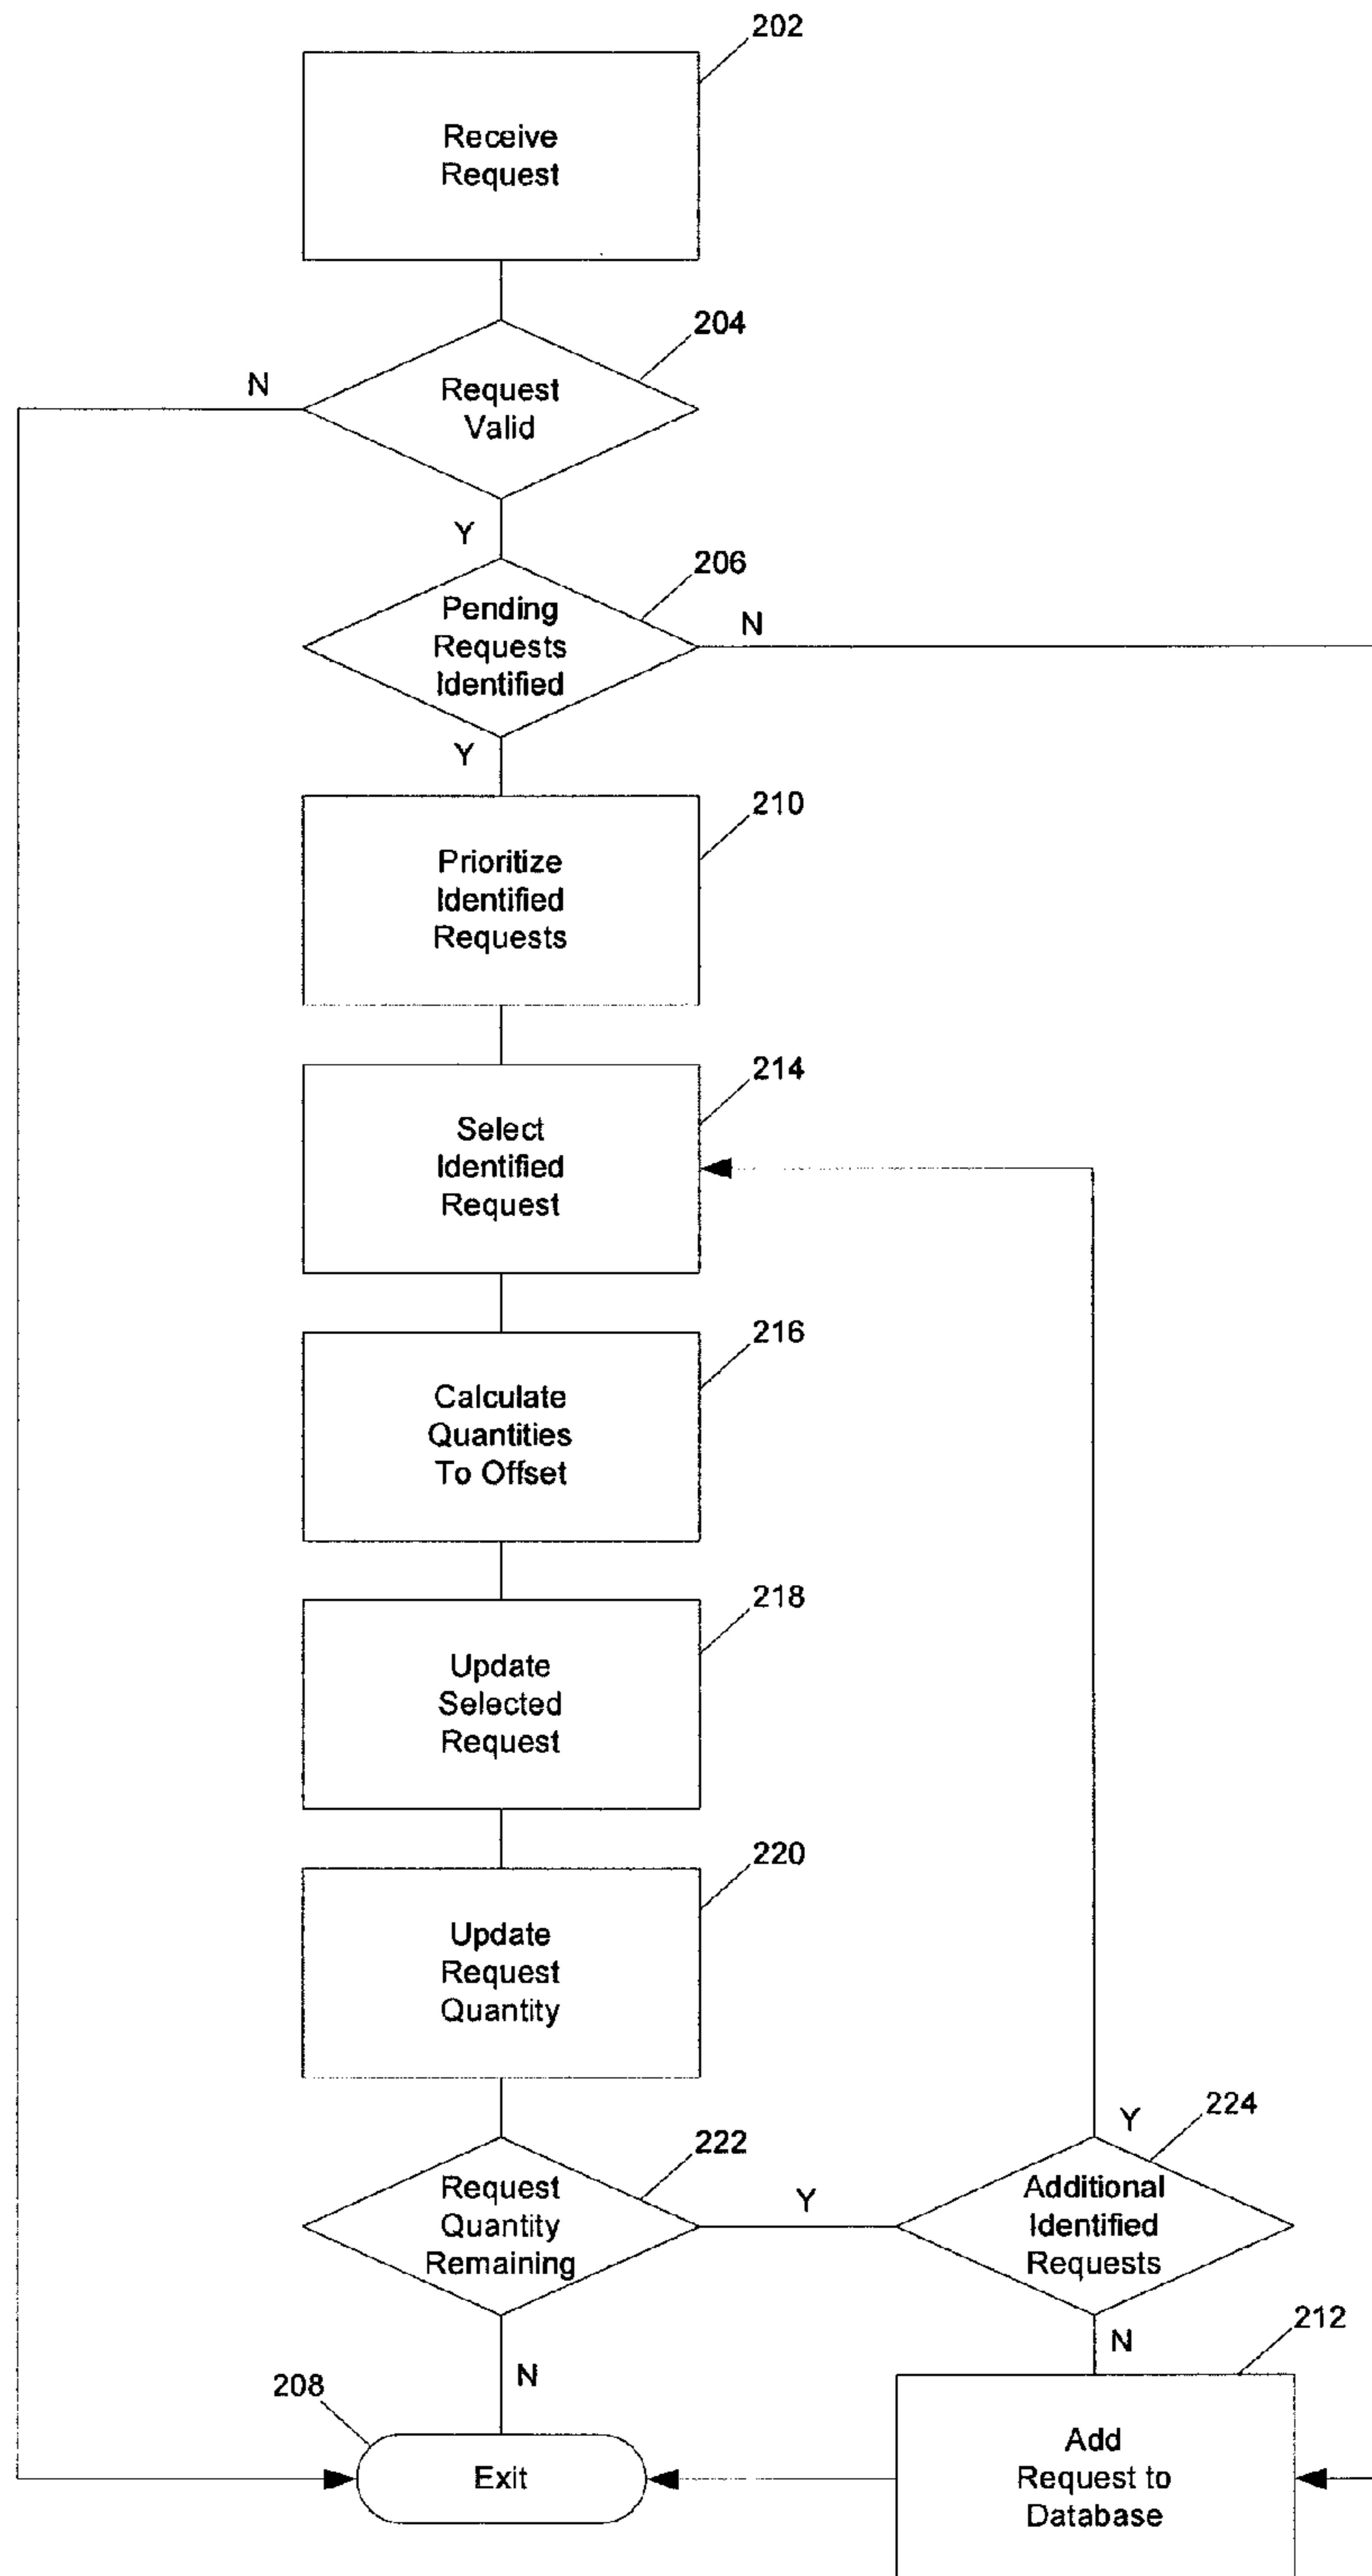 202
Receive
Request
204
N
Request
Valid
Y
206
Pending
Requests
Identified
N
Y
210
Prioritize
Identified
Requests
214
Select
Identified
Request
216
Calculate
Quantities
To Offset
218
Update
Selected
Request
220
Update
Request
Quantity
222
Request
Quantity
Remaining
Y
Y
224
Additional
Identified
Requests
N
N
212
208
Exit
Add
Request to
Database